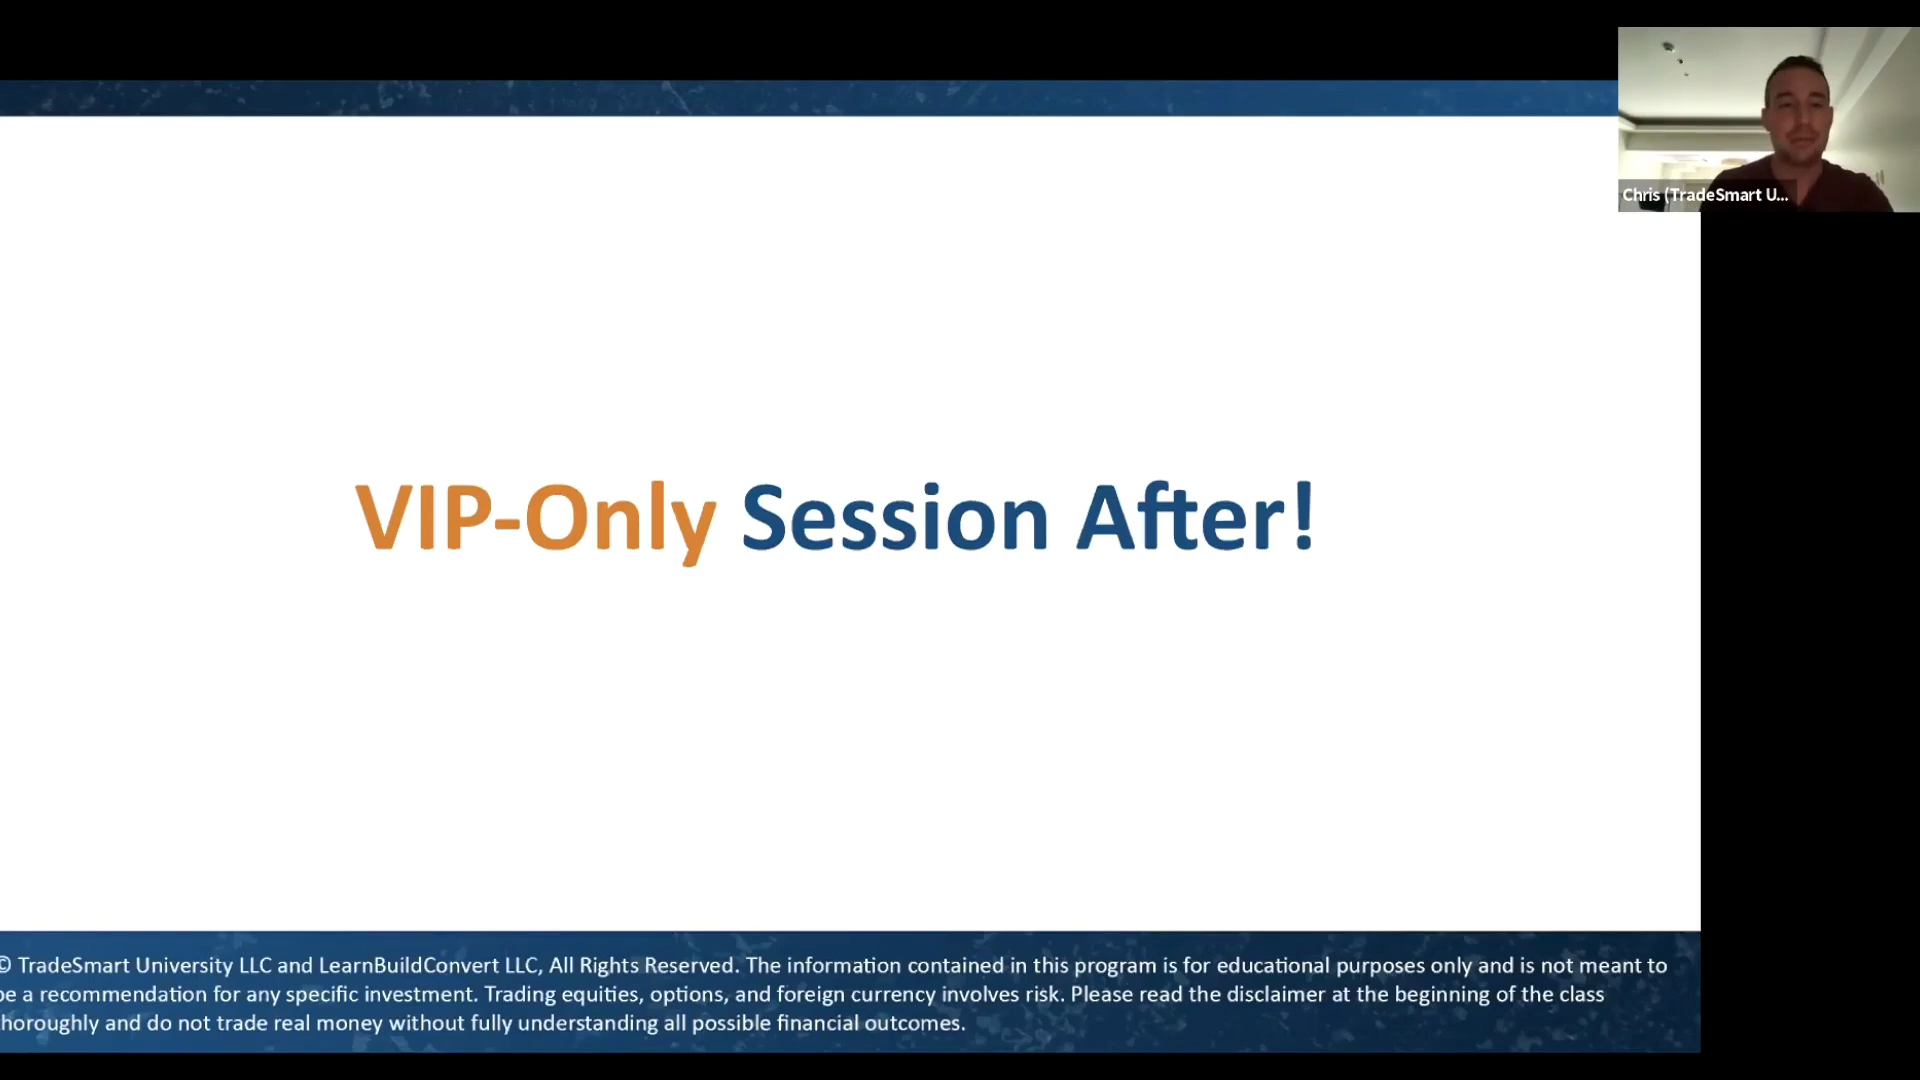 Chris (TradeSmart U...
VIP-Only Session After!
© TradeSmart University LLC and LearnBuildConvert LLC, All Rights Reserved. The information contained in this program is for educational purposes only and is not meant to
be a recommendation for any specific investment. Trading equities, options, and foreign currency involves risk. Please read the disclaimer at the beginning of the class
horoughly and do not trade real money without fully understanding all possible financial outcomes.